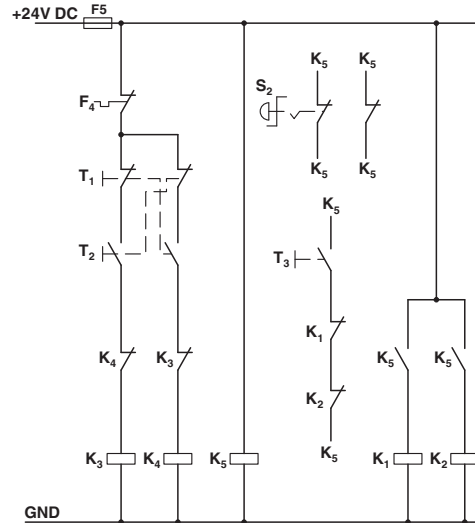 +24V DC F5
K5 K5
S2
F4
K5 K5
T1
K5
T2 T3
K1
K4 K3 K5 K5
K2
K5
K3 K4 K5 K1 K2
GND